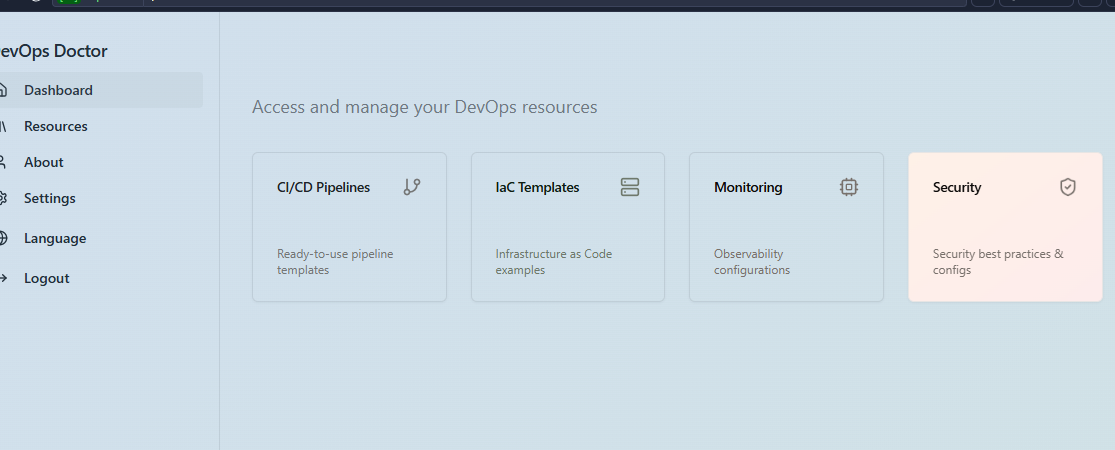 evOps Doctor
Dashboard
Resources
About
Settings
Language
Logout
Access and manage your DevOps resources
CI/CD Pipelines
Ready-to-use pipeline
templates
IaC Templates
Infrastructure as Code
examples
Monitoring
Observability
configurations
Security
Security best practices &
configs